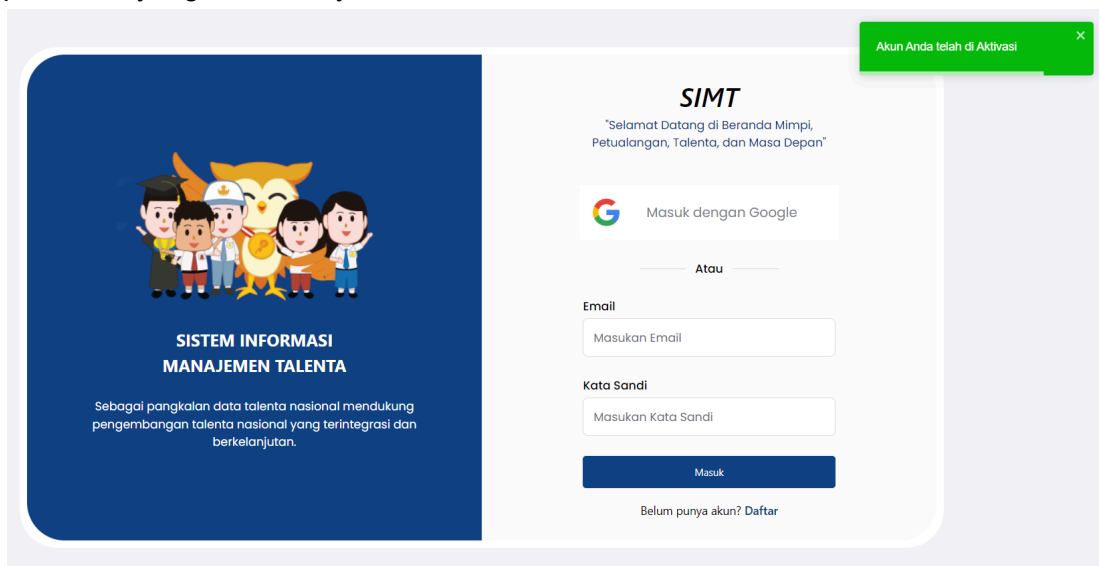 Akun Anda telah di Aktivasi
SIMT
"Selamat Datang di Beranda Mimpi,
Petualangan, Talenta, dan Masa Depan"
Masuk dengan Google
Atau
Email
Masukan Email
Kata Sandi
Masukan Kata Sandi
Masuk
Belum punya akun? Daftar
SISTEM INFORMASI
MANAJEMEN TALENTA
Sebagai pangkalan data talenta nasional mendukung
pengembangan talenta nasional yang terintegrasi dan
berkelanjutan.